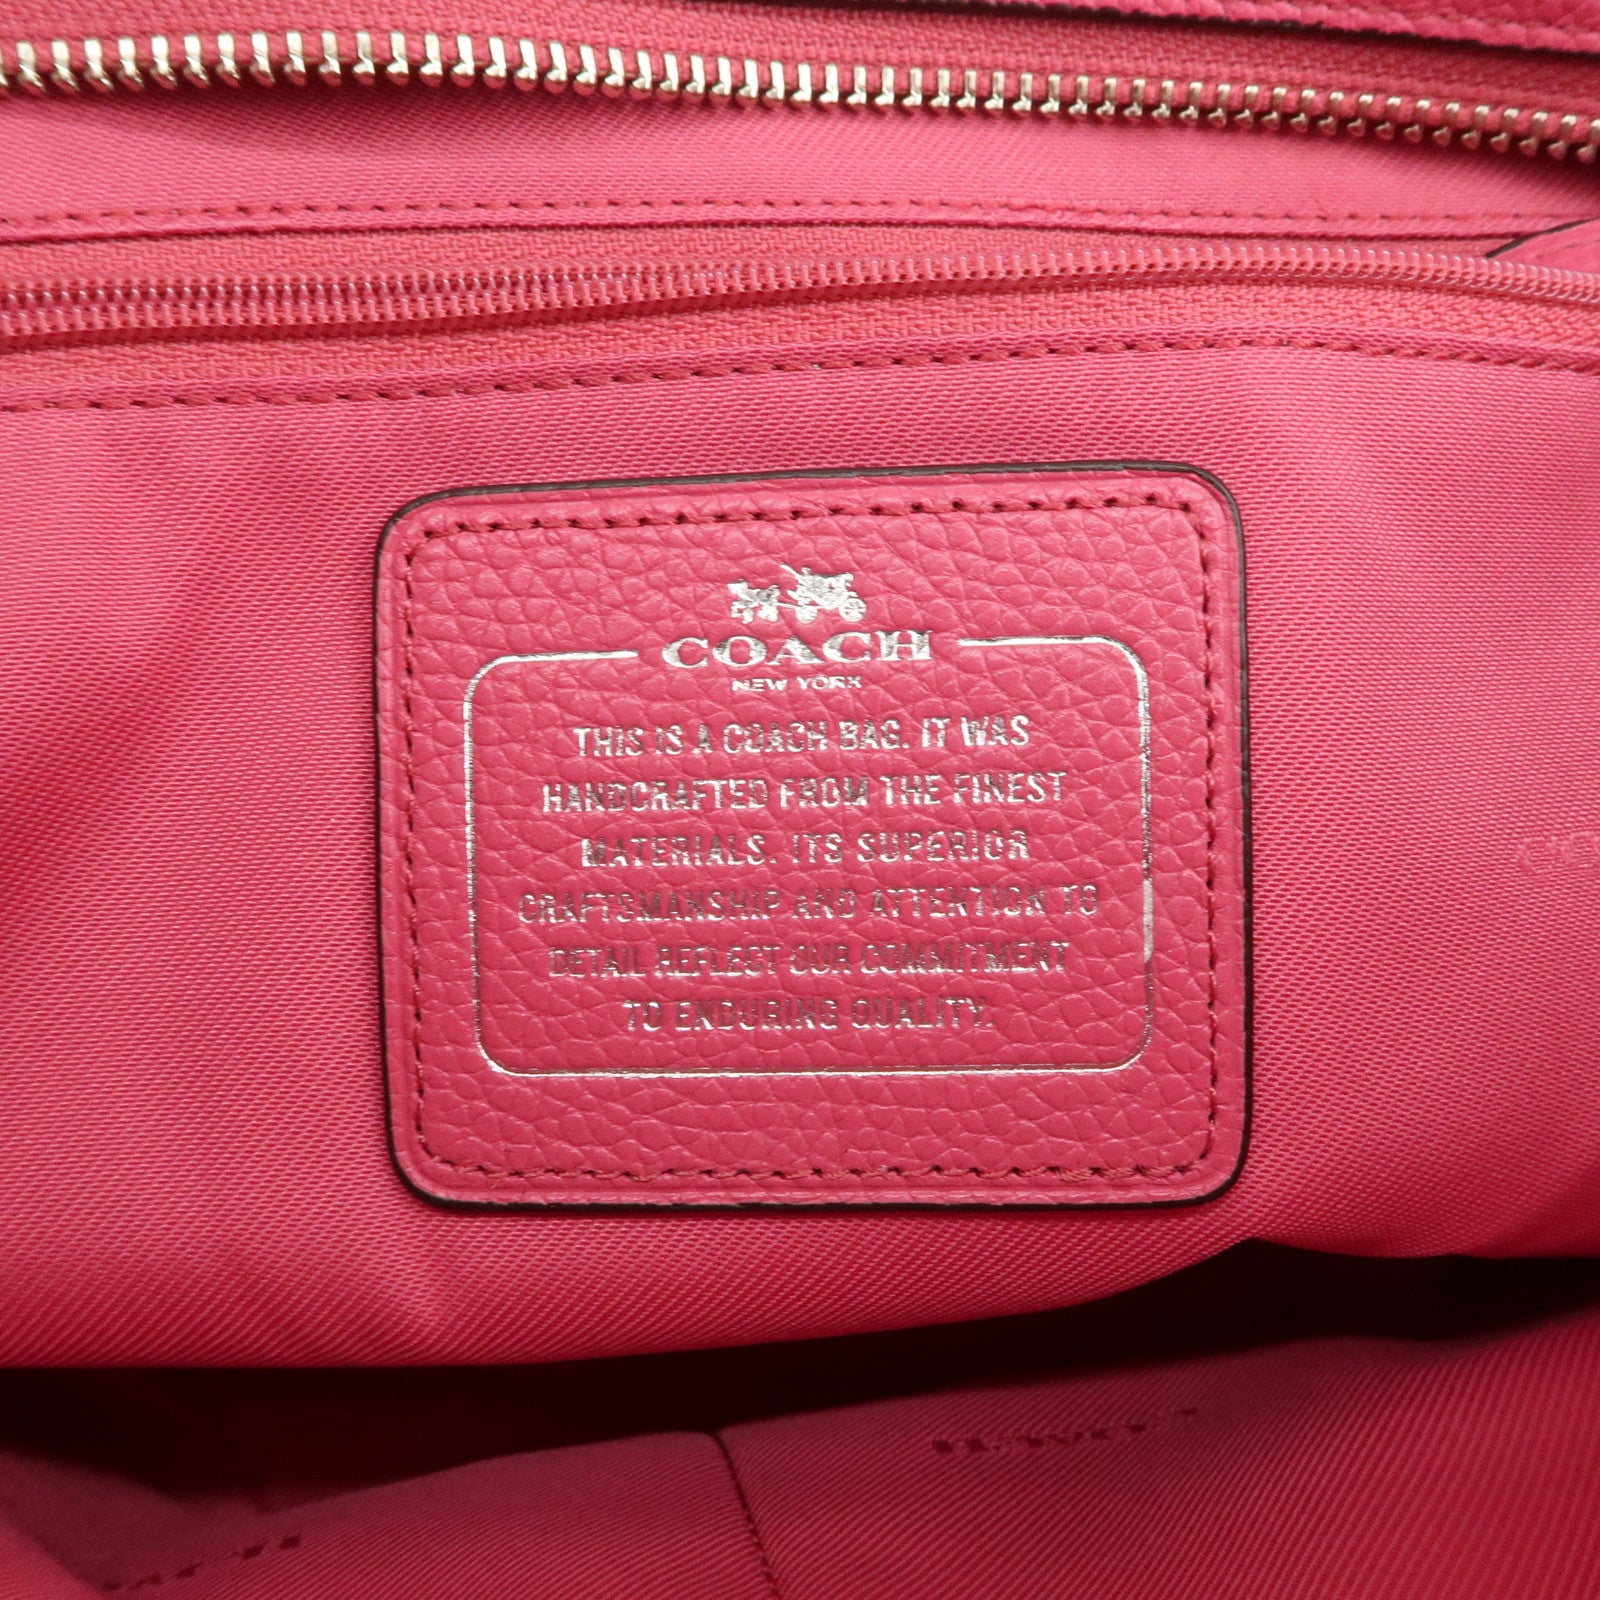 COACH
NEW YORK
THIS IS A COACH BAG. IT WAS
HANDCRAFTED FROM THE FINEST
MATERIALS. ITS SUPERIOR
CRAFTSMANSHIP AND ATTENTION TO
DETAIL REFLECT OUR COMMITMENT
TO ENDURING QUALITY.